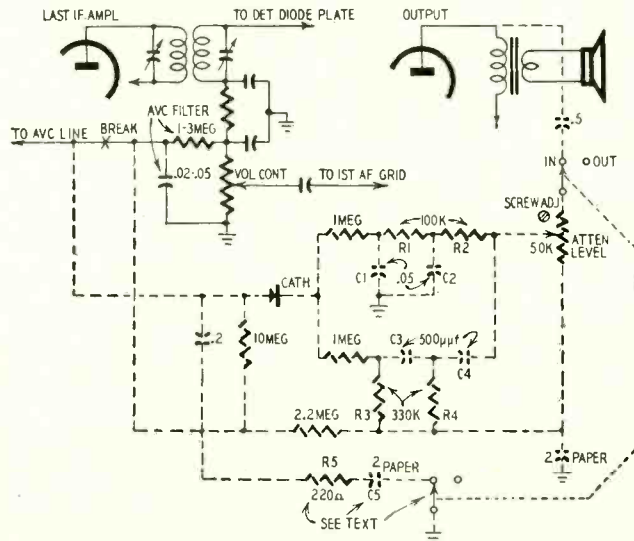 LAST IF. AMPL
TO DET DIODE PLATE
OUTPUT
AVC FILTER
1-3MEG
TO AVC LINE
BREAK
.5
IN
OUT
.02-.05
VOL CONT
TO IST AF GRID
SCREW ADJ
1MEG
100K
R1
R2
50K
ATTEN
LEVEL
CATH
C1
.05
C2
.2
10MEG
1MEG
C3
500µµf
C4
R3
330K
R4
2.2MEG
R5
2
PAPER
2
PAPER
220Ω
C5
SEE TEXT